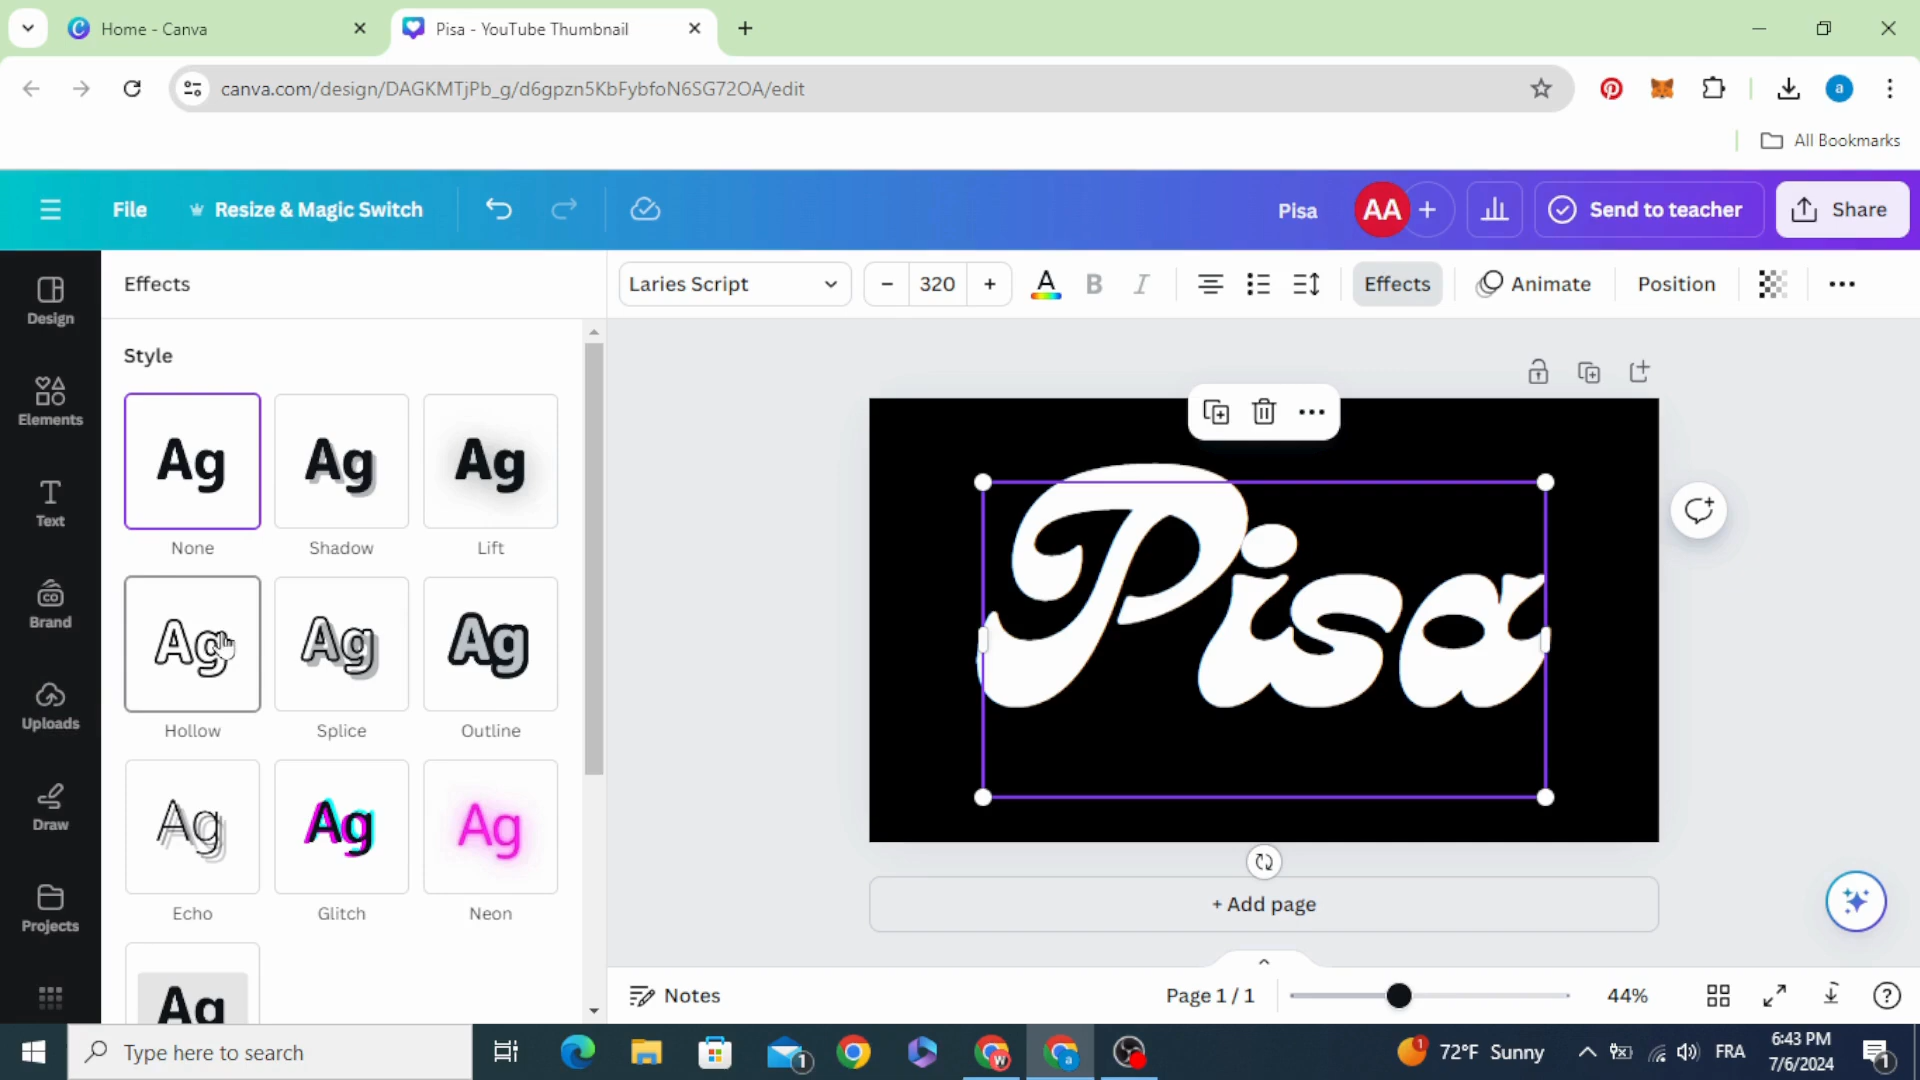 Home - Canva
Pisa - YouTube Thumbnail
canva.com/design/DAGKMTjPb_g/d6gpzn5KbFybfoN6SG72OA/edit
a
All Bookmarks
File
Resize & Magic Switch
Pisa
AA
Send to teacher
Share
Design
Elements
Text
Brand
Uploads
Draw
Projects
Effects
Laries Script
320
A
B
I
Effects
Animate
Position
Style
Ag
Ag
Ag
None
Shadow
Lift
Ag
Ag
Ag
Hollow
Splice
Outline
Ag
Ag
Ag
Echo
Glitch
Neon
Ag
Pisa
+ Add page
Notes
Page 1 / 1
44%
Type here to search
72°F Sunny
FRA
6:43 PM
7/6/2024